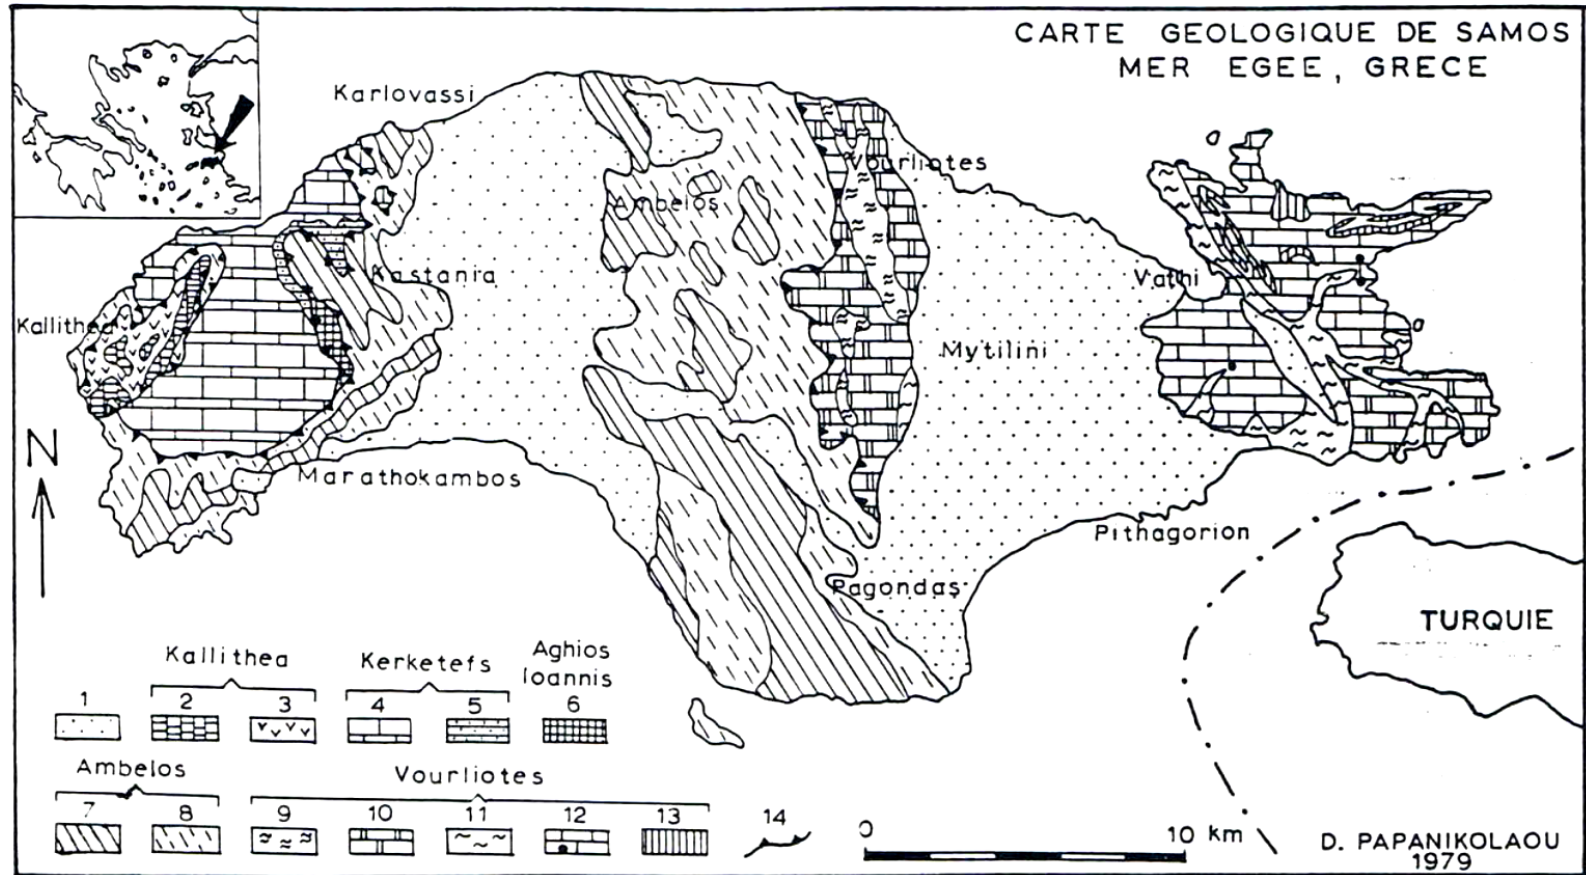 CARTE GEOLOGIQUE DE SAMOS
MER EGEE, GRECE
Karlovassi
Vourliotes
Ambelos
Kastania
Vathi
Kallithea
Mytilini
N
Marathokambos
Pithagorion
Pagondas
TURQUIE
Kallithea
Kerketefs
Aghios
Ioannis
1 2 3 4 5 6
Ambelos
Vourliotes
7 8 9 10 11 12 13 14
0 10 km
D. PAPANIKOLAOU
1979